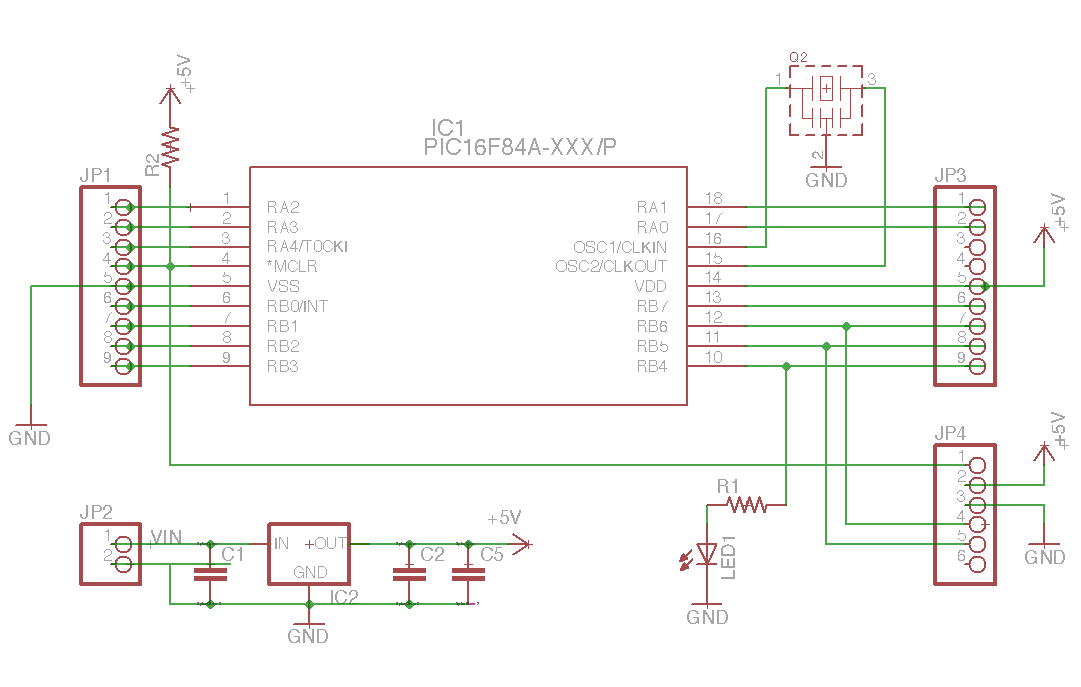 Q2
+5V
1
3
IC1
PIC16F84A-XXX/P
R2
2
GND
JP1
JP3
1 1 RA2 RA1 18 1
2 2 RA3 RA0 17 2
+5V
3 3 RA4/T0CKI OSC1/CLKIN 16 3
4 4 *MCLR OSC2/CLKOUT 15 4
5 5 VSS VDD 14 5
6 6 RB0/INT RB7 13 6
7 7 RB1 RB6 12 7
8 8 RB2 RB5 11 8
9 9 RB3 RB4 10 9
GND
JP4
+5V
1
2
3
4
5
6
GND
R1
LED1
GND
JP2
1
2
VIN
C1
IN +OUT
GND
IC2
C2
C5
+5V
GND